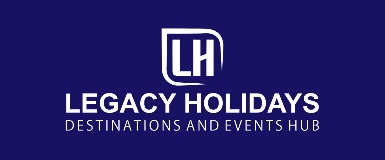 LH
LEGACY HOLIDAYS
DESTINATIONS AND EVENTS HUB